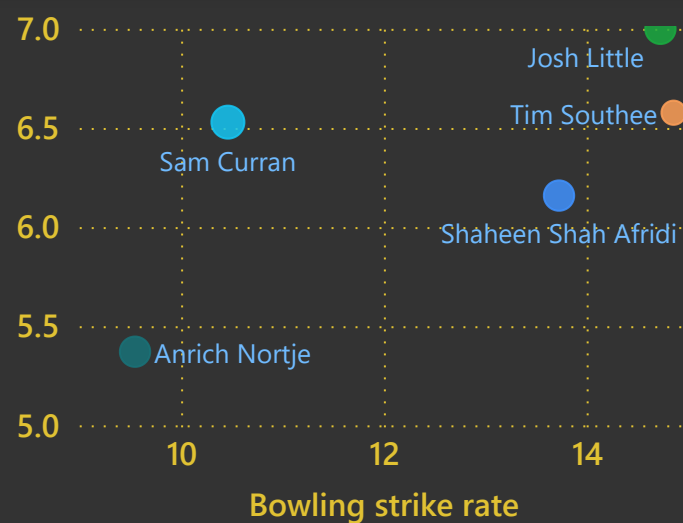 7.0
Josh Little
6.5
Tim Southee
Sam Curran
6.0
Shaheen Shah Afridi
5.5
Anrich Nortje
5.0
10 12 14
Bowling strike rate